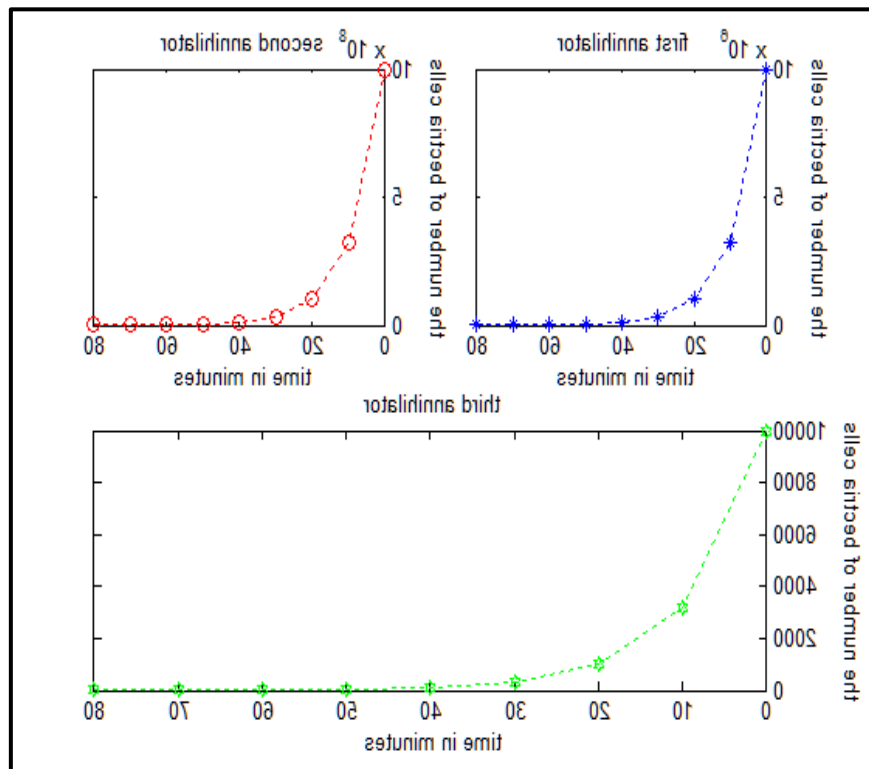 first annihilator
x 10^6
10
5
0
the number of bectria cells
0 20 40 60 80
time in minutes
second annihilator
x 10^8
10
5
0
the number of bectria cells
0 20 40 60 80
time in minutes
third annihilator
10000
8000
6000
4000
2000
0
the number of bectria cells
0 10 20 30 40 50 60 70 80
time in minutes